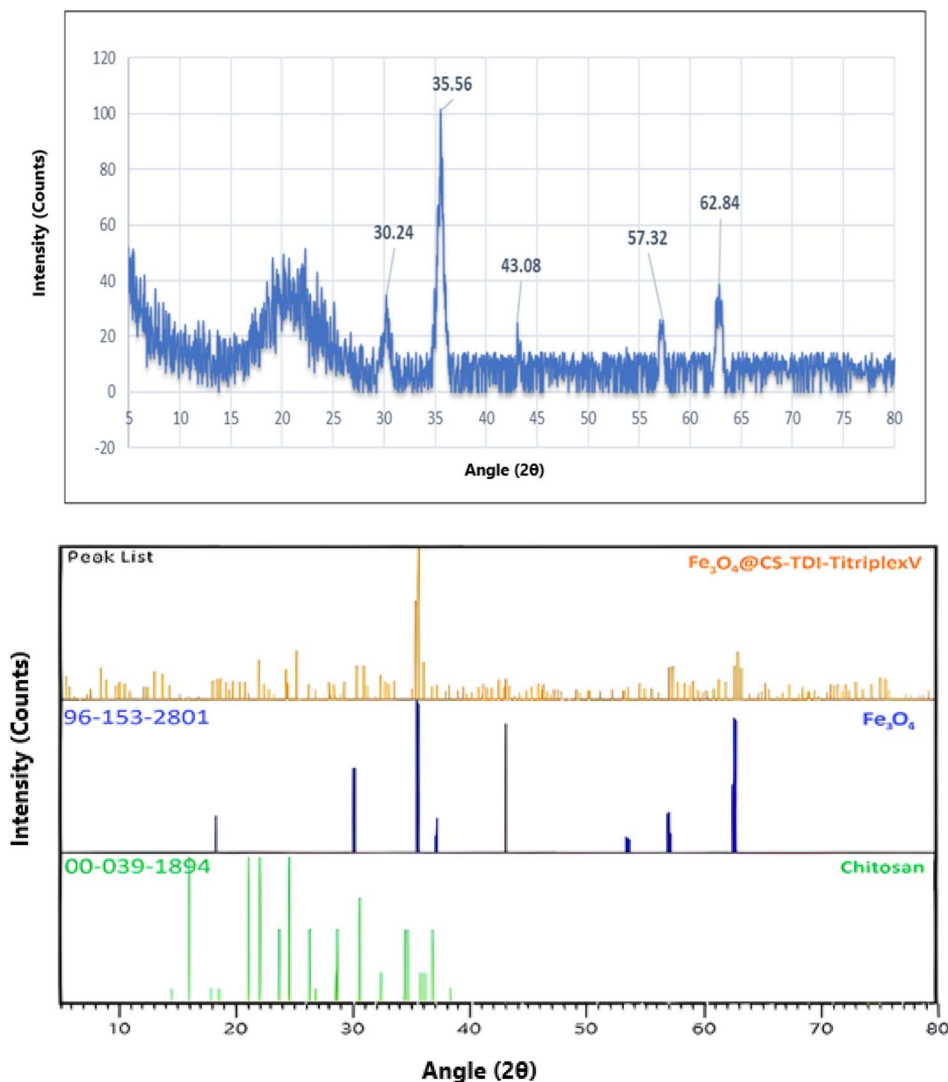 120
100
80
60
40
20
0
-20
35.56
30.24
43.08
57.32
62.84
5 10 15 20 25 30 35 40 45 50 55 60 65 70 75 80
Intensity (Counts)
Angle (2θ)
Peak List
Fe₃O₄@CS-TDI-TitriplexV
96-153-2801
Fe₃O₄
00-039-1894
Chitosan
Intensity (Counts)
10 20 30 40 50 60 70 80
Angle (2θ)